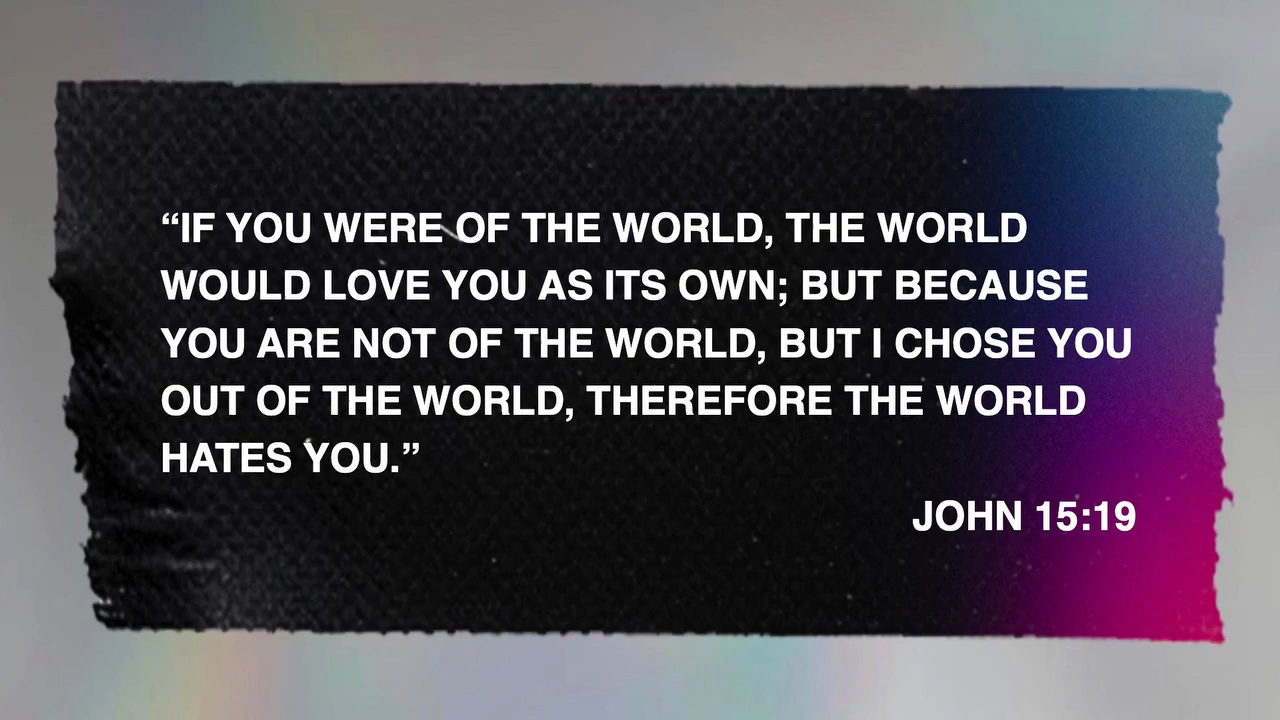 “IF YOU WERE OF THE WORLD, THE WORLD
WOULD LOVE YOU AS ITS OWN; BUT BECAUSE
YOU ARE NOT OF THE WORLD, BUT I CHOSE YOU
OUT OF THE WORLD, THEREFORE THE WORLD
HATES YOU.”
JOHN 15:19